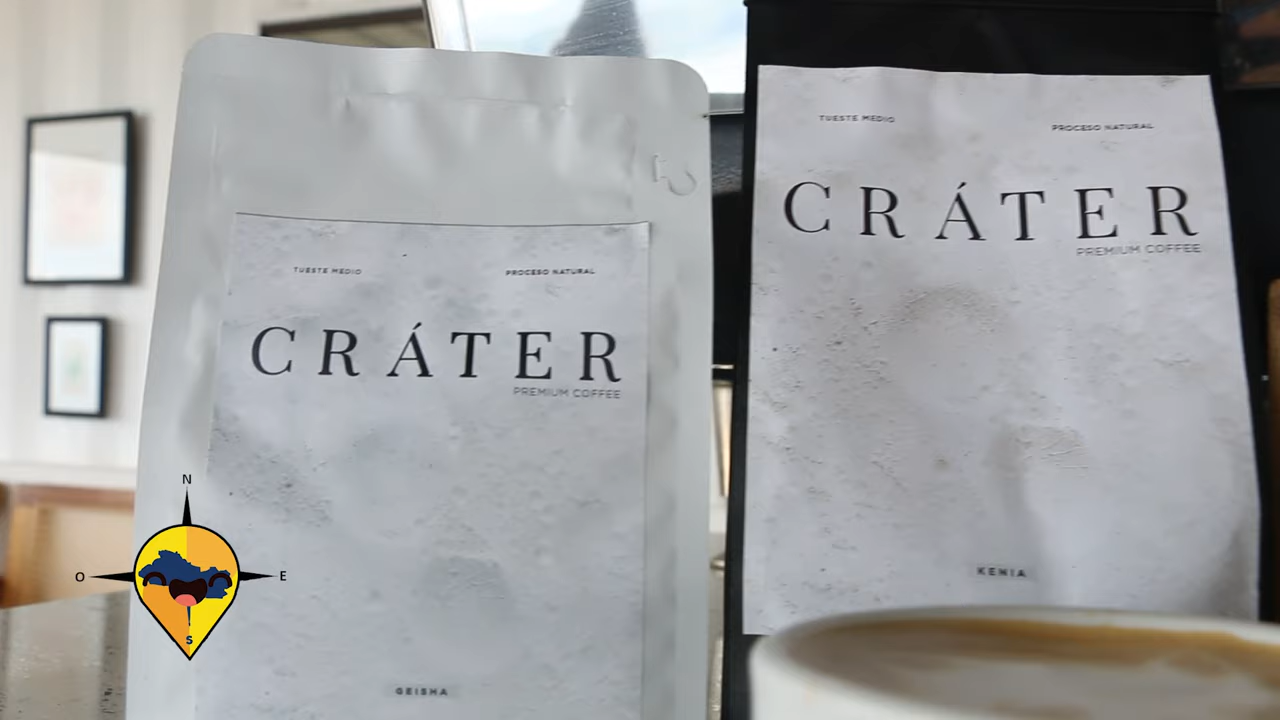 TUESTE MEDIO PROCESO NATURAL
CRÁTER
PREMIUM COFFEE
GEISHA
TUESTE MEDIO PROCESO NATURAL
CRÁTER
PREMIUM COFFEE
KENIA
N
O E
S